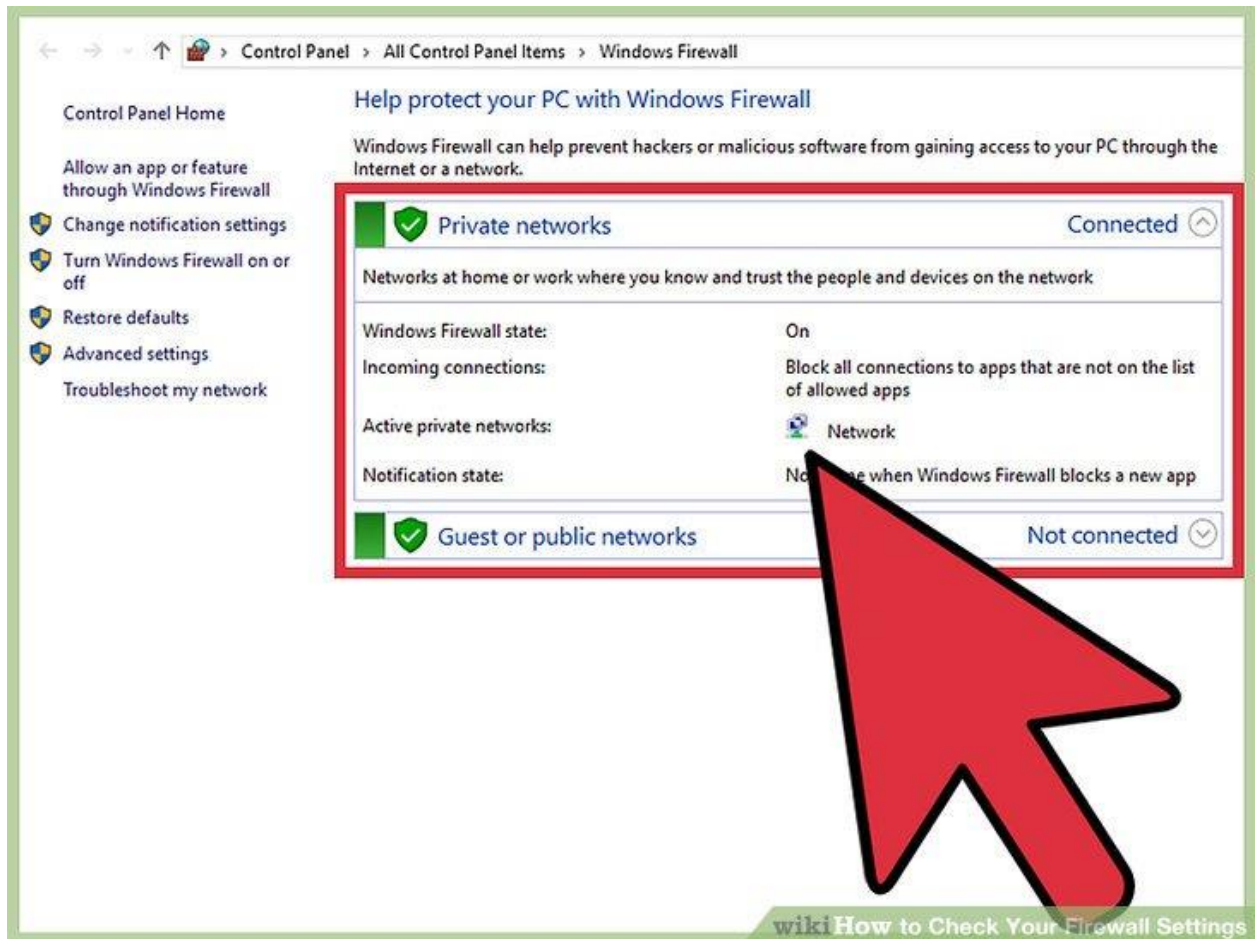 Control Panel > All Control Panel Items > Windows Firewall
Control Panel Home
Allow an app or feature
through Windows Firewall
Change notification settings
Turn Windows Firewall on or
off
Restore defaults
Advanced settings
Troubleshoot my network
Help protect your PC with Windows Firewall
Windows Firewall can help prevent hackers or malicious software from gaining access to your PC through the
Internet or a network.
Private networks Connected
Networks at home or work where you know and trust the people and devices on the network
Windows Firewall state: On
Incoming connections: Block all connections to apps that are not on the list
of allowed apps
Active private networks: Network
Notification state: when Windows Firewall blocks a new app
Guest or public networks Not connected
wikiHow to Check Your Firewall Settings